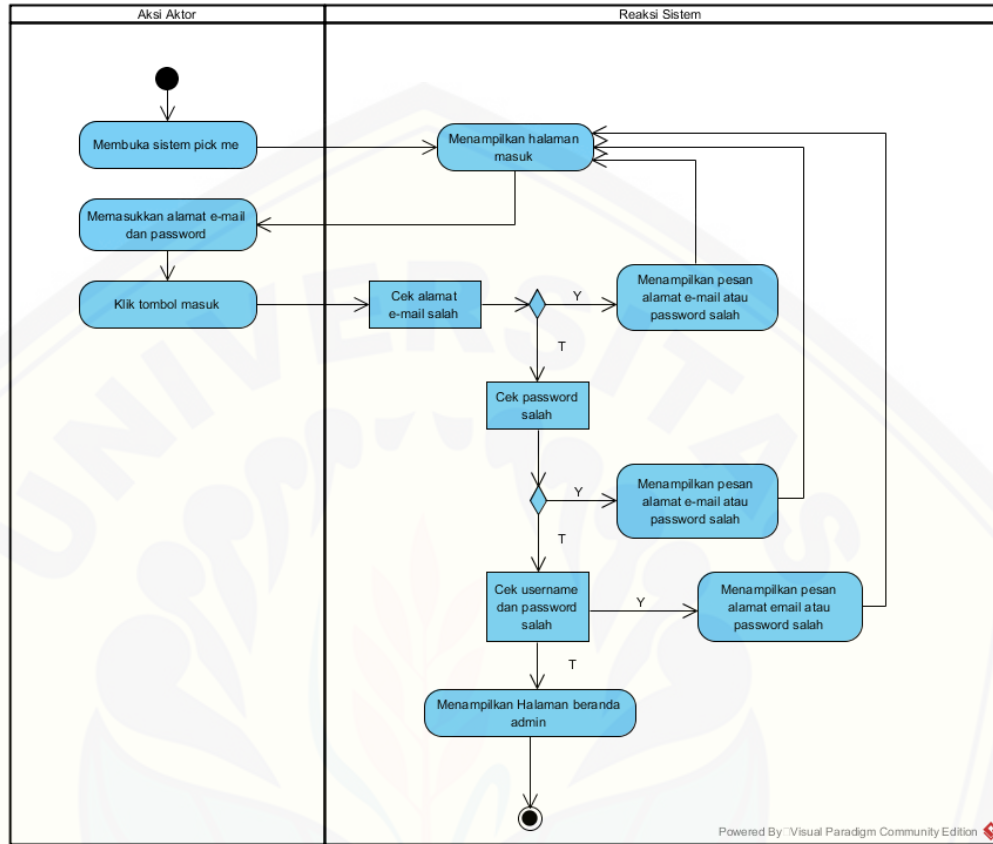 Aksi Aktor
Reaksi Sistem
Membuka sistem pick me
Menampilkan halaman
masuk
Memasukkan alamat e-mail
dan password
Klik tombol masuk
Cek alamat
e-mail salah
Y
Menampilkan pesan
alamat e-mail atau
password salah
T
Cek password
salah
Y
Menampilkan pesan
alamat e-mail atau
password salah
T
Cek username
dan password
salah
Y
Menampilkan pesan
alamat email atau
password salah
T
Menampilkan Halaman beranda
admin
UNIVERSITAS
Powered By Visual Paradigm Community Edition